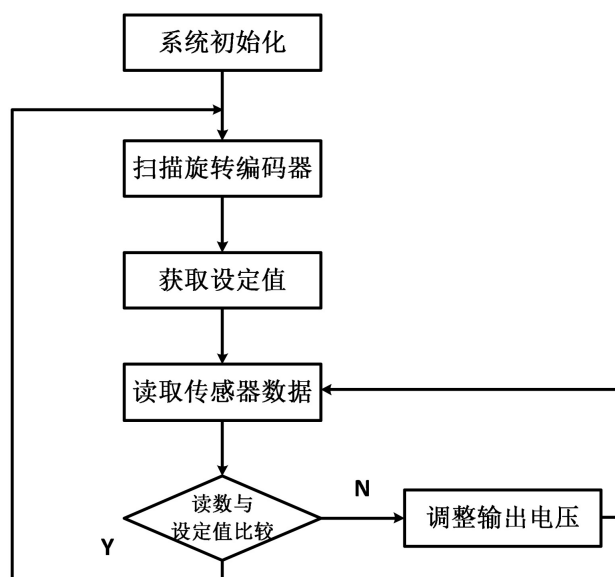 系统初始化
扫描旋转编码器
获取设定值
读取传感器数据
读数与
设定值比较
N
调整输出电压
Y